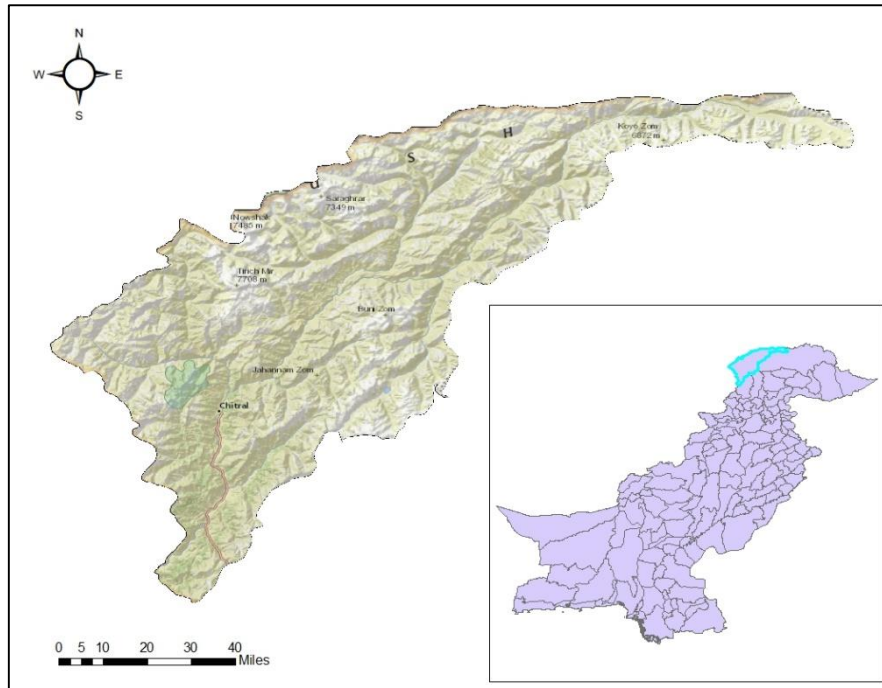 N
W E
S
H
S
U
Koyo Zom
6872 m
Saraghrar
7349 m
Nowshak
7485 m
Tirich Mir
7708 m
Buni Zom
Jahannam Zom
Chitral
0 5 10 20 30 40
Miles